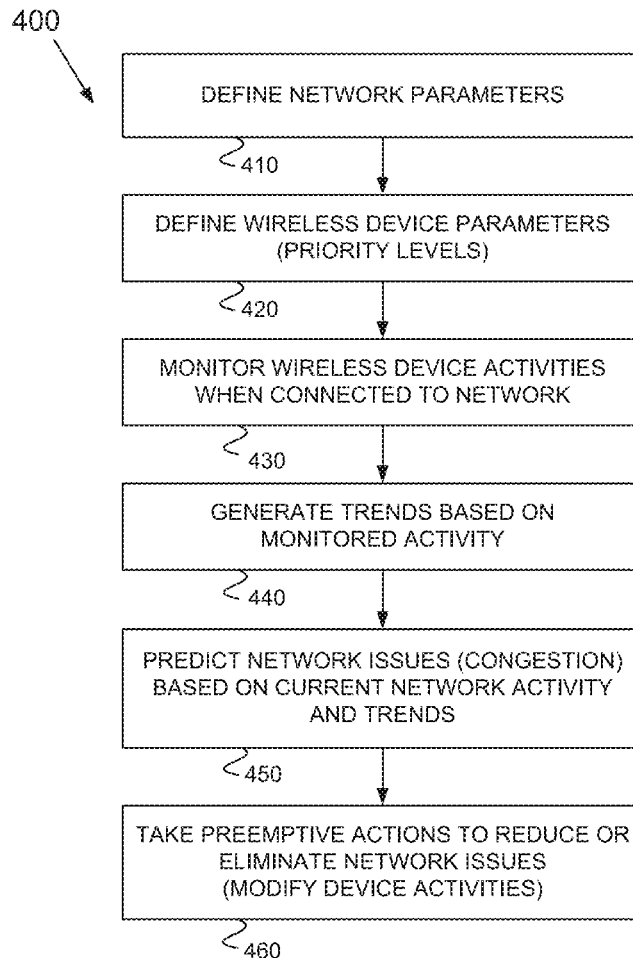 400
DEFINE NETWORK PARAMETERS
410
DEFINE WIRELESS DEVICE PARAMETERS
(PRIORITY LEVELS)
420
MONITOR WIRELESS DEVICE ACTIVITIES
WHEN CONNECTED TO NETWORK
430
GENERATE TRENDS BASED ON
MONITORED ACTIVITY
440
PREDICT NETWORK ISSUES (CONGESTION)
BASED ON CURRENT NETWORK ACTIVITY
AND TRENDS
450
TAKE PREEMPTIVE ACTIONS TO REDUCE OR
ELIMINATE NETWORK ISSUES
(MODIFY DEVICE ACTIVITIES)
460